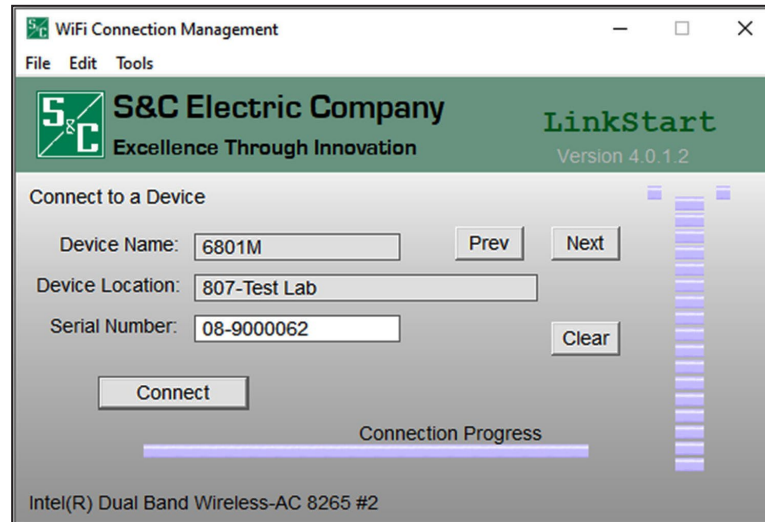 S&C WiFi Connection Management
File Edit Tools
S&C
S&C Electric Company
Excellence Through Innovation
LinkStart
Version 4.0.1.2
Connect to a Device
Device Name: 6801M Prev Next
Device Location: 807-Test Lab
Serial Number: 08-9000062
Clear
Connect
Connection Progress
Intel(R) Dual Band Wireless-AC 8265 #2